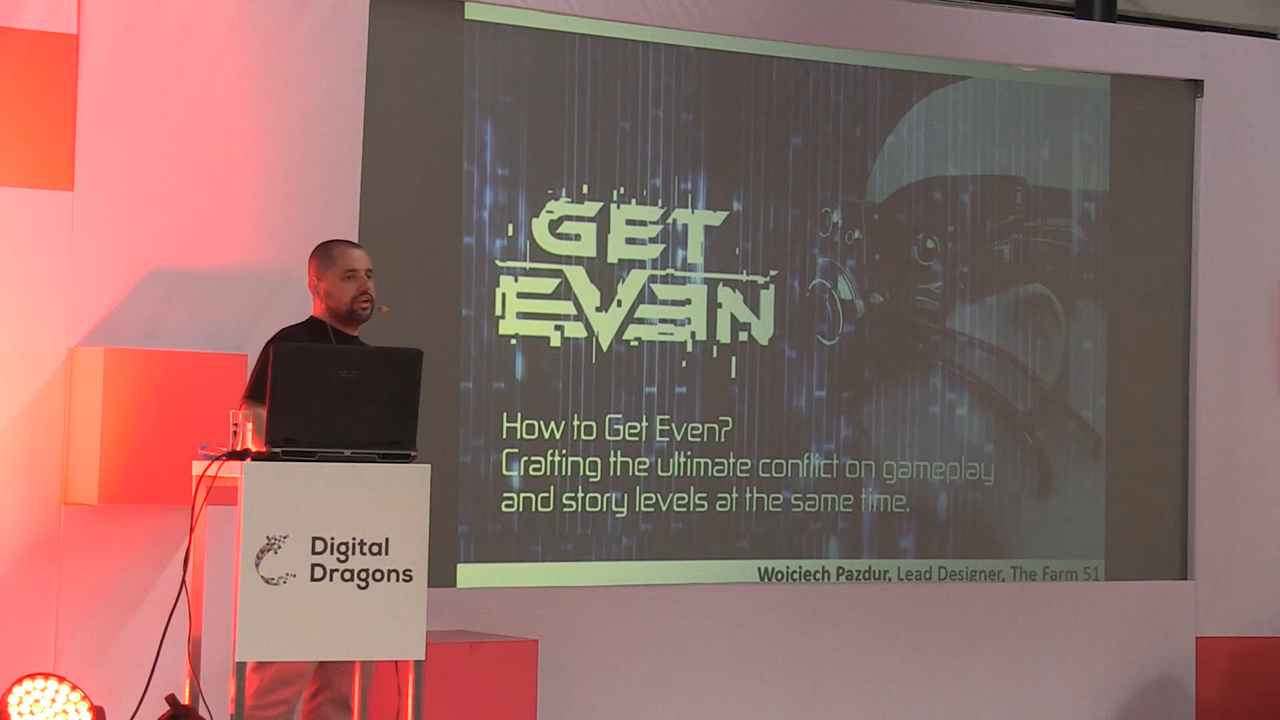 GET
EVEN
How to Get Even?
Crafting the ultimate conflict on gameplay
and story levels at the same time.
Wojciech Pazdur, Lead Designer, The Farm 51
Digital
Dragons